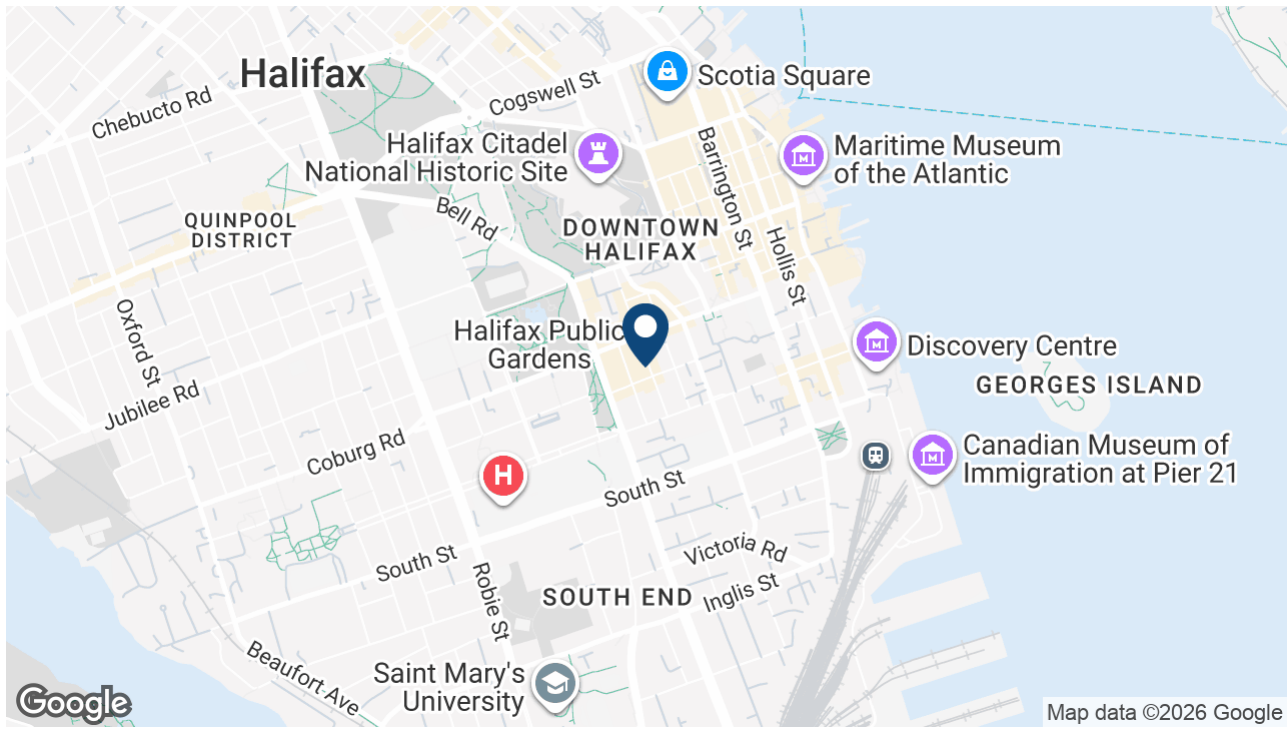 Halifax
Chebucto Rd
Cogswell St
Scotia Square
Halifax Citadel
National Historic Site
Barrington St
Maritime Museum
of the Atlantic
Bell Rd
QUINPOOL
DISTRICT
DOWNTOWN
HALIFAX
Hollis St
Oxford St
Halifax Public
Gardens
Discovery Centre
GEORGES ISLAND
Jubilee Rd
Coburg Rd
H
South St
Canadian Museum of
Immigration at Pier 21
South St
Victoria Rd
Robie St
SOUTH END
Inglis St
Beaufort Ave
Saint Mary's
University
Google
Map data ©2026 Google